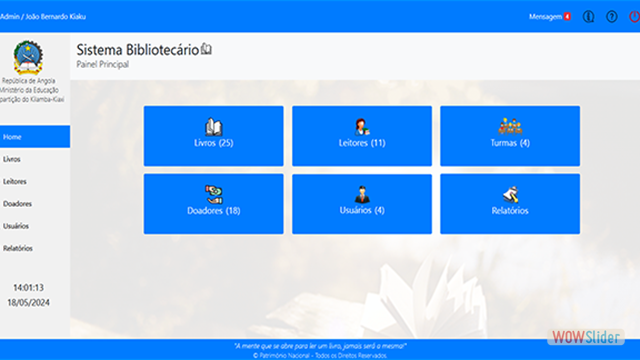 Admin / João Bernardo Kiaku
Mensagem 4
República de Angola
Ministério da Educação
partição do Kilamba-Kiaxi
Sistema Bibliotecário
Painel Principal
Home
Livros
Leitores
Doadores
Usuários
Relatórios
14:01:13
18/05/2024
Livros (25)
Leitores (11)
Turmas (4)
Doadores (18)
Usuários (4)
Relatórios
"A mente que se abre para ler um livro, jamais será a mesma!"
© Património Nacional - Todos os Direitos Reservados.
WOWSlider